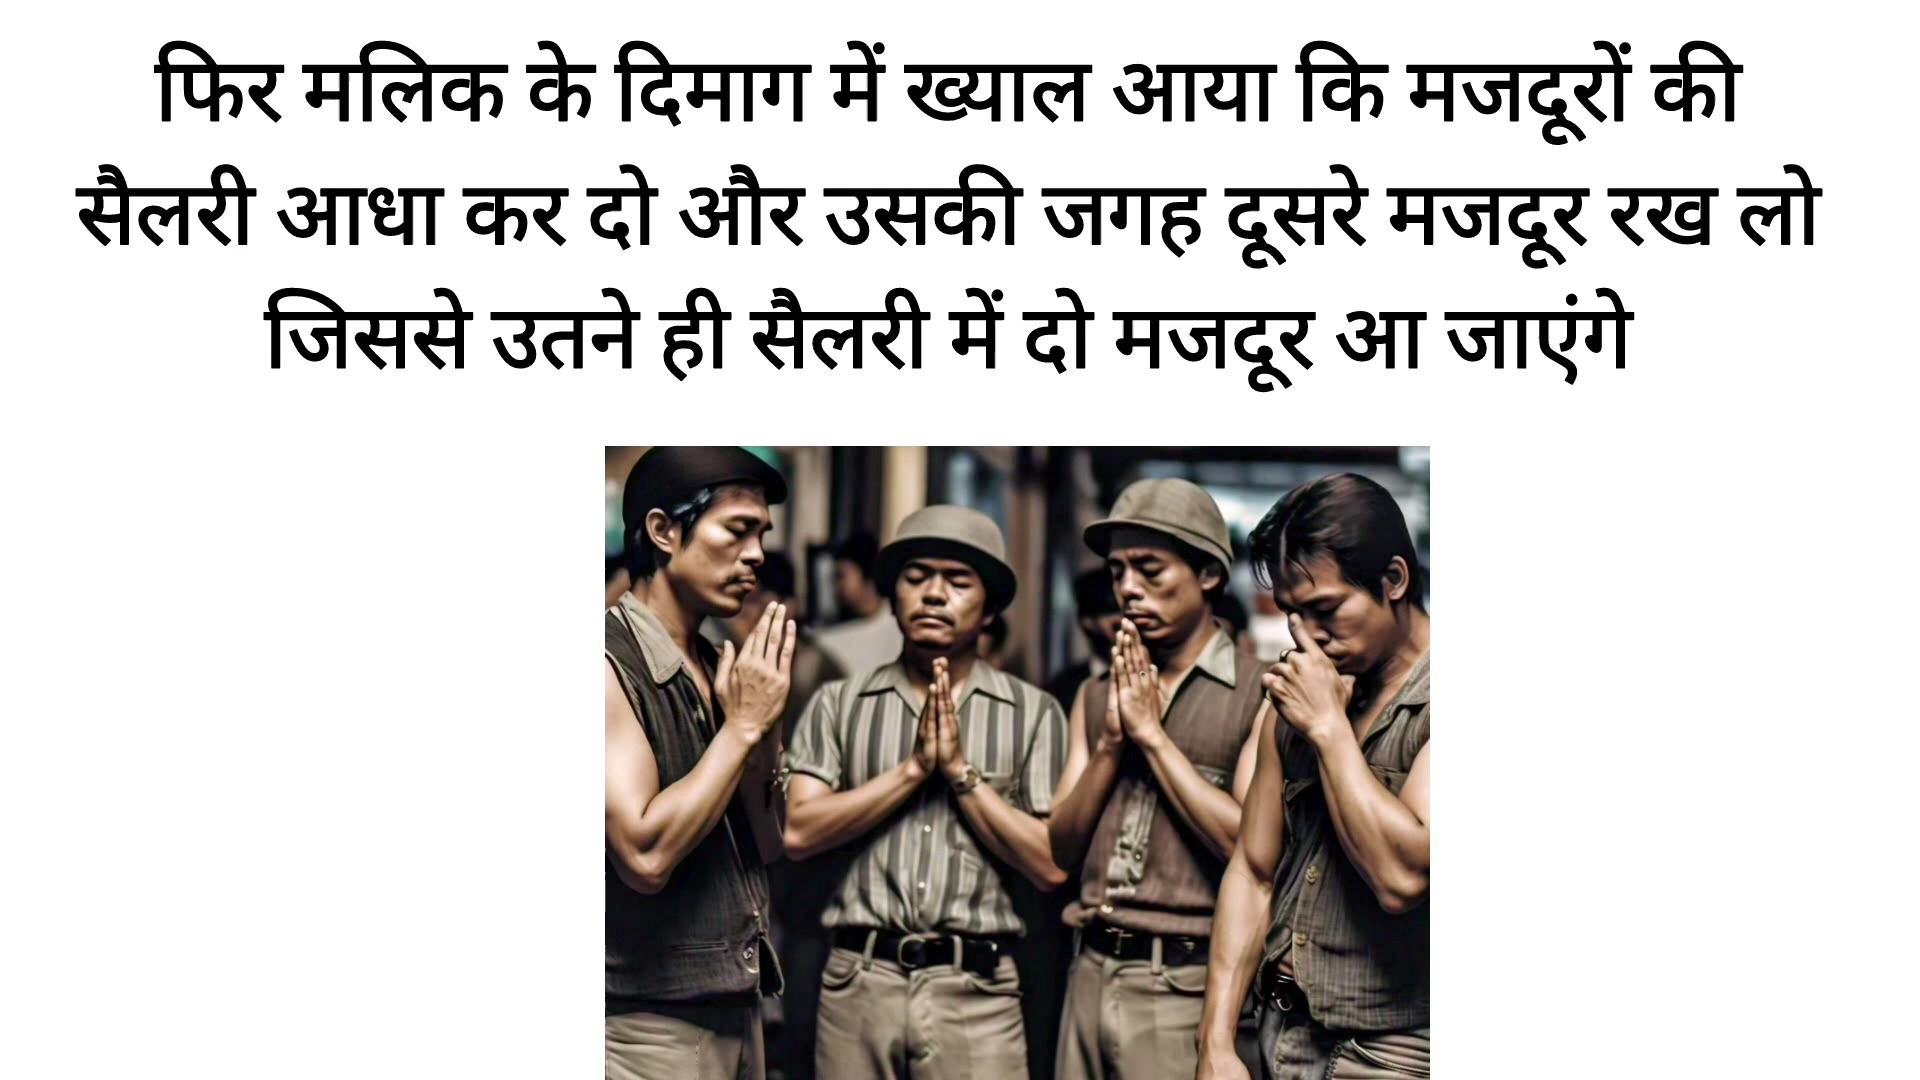 फिर मलिक के दिमाग में ख्याल आया कि मजदूरों की
सैलरी आधा कर दो और उसकी जगह दूसरे मजदूर रख लो
जिससे उतने ही सैलरी में दो मजदूर आ जाएंगे